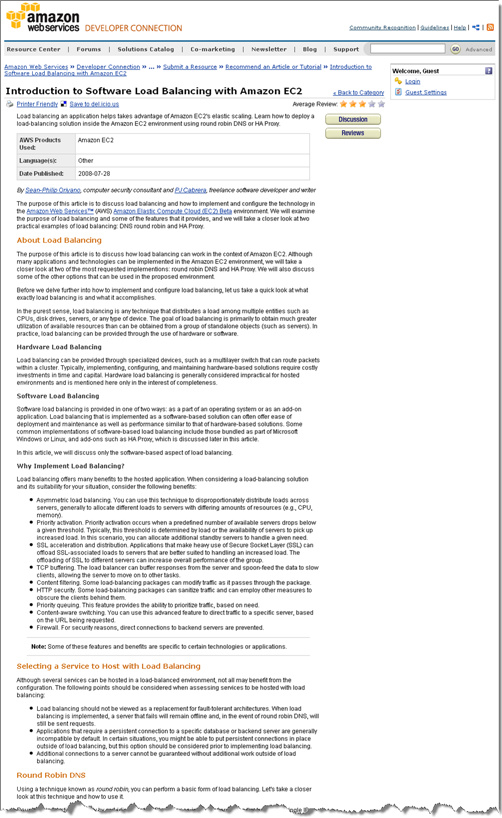 amazon
web services™ DEVELOPER CONNECTION
Community Recognition | Guidelines | Help |
Resource Center | Forums | Solutions Catalog | Co-marketing | Newsletter | Blog | Support
GO Advanced
Amazon Web Services » Developer Connection » ... » Submit a Resource » Recommend an Article or Tutorial » Introduction to
Software Load Balancing with Amazon EC2
Welcome, Guest ?
Login
Guest Settings
Introduction to Software Load Balancing with Amazon EC2
« Back to Category
Printer Friendly Save to del.icio.us
Average Review:
Discussion
Reviews
Learning an application helps takes advantage of Amazon EC2's elastic scaling. Learn how to deploy a
load-balancing solution inside the Amazon EC2 environment using round robin DNS or HA Proxy.
AWS Products
Used: Amazon EC2
Language(s): Other
Date Published: 2008-07-28
By Sean-Philip Oriyano, computer security consultant and PJ Cabrera, freelance software developer and writer
The purpose of this article is to discuss load balancing and learn how to implement and configure the technology in
the Amazon Web Services™ (AWS) Amazon Elastic Compute Cloud (EC2) Beta environment. We will examine
the purpose of load balancing and some of the features that it provides, and we will take a closer look at two
practical examples of load balancing: DNS round robin and HA Proxy.
About Load Balancing
The purpose of this article is to discuss how load balancing can work in the context of Amazon EC2. Although
many applications and technologies can be implemented in the Amazon EC2 environment, we will take a
closer look at two of the most requested implementations: round robin DNS and HA Proxy. We will also discuss
some of the other options that can be used in the proposed environment.
Before we delve further into how to implement and configure load balancing, let us take a quick look at what
exactly load balancing is and what it accomplishes.
In the purest sense, load balancing is any technique that distributes a load among multiple entities such as
CPUs, disk drives, servers, or any type of device. The goal of load balancing is primarily to obtain much greater
utilization of available resources than can be obtained from a group of standalone objects (such as servers). In
practice, load balancing can be provided through the use of hardware or software.
Hardware Load Balancing
Load balancing can be provided through specialized devices, such as a multilayer switch that can route packets
within a cluster. Typically, implementing, configuring, and maintaining hardware-based solutions require costly
investments in time and capital. Hardware load balancing is generally considered impractical for hosted
environments and is mentioned here only in the interest of completeness.
Software Load Balancing
Software load balancing is provided in one of two ways: as a part of an operating system or as an add-on
application. Load balancing that is implemented as a software-based solution can often offer ease of
deployment and maintenance as well as performance similar to that of hardware-based solutions. Some
common implementations of software-based load balancing include those bundled as part of Microsoft
Windows or Linux, and add-ons such as HA Proxy, which is discussed later in this article.
In this article, we will discuss only the software-based aspect of load balancing.
Why Implement Load Balancing?
Load balancing offers many benefits to the hosted application. When considering a load-balancing solution
and its suitability for your situation, consider the following benefits:
• Asymmetric load balancing. You can use this technique to disproportionately distribute loads across
servers, generally to allocate different loads to servers with differing amounts of resources (e.g., CPU,
memory).
• Priority activation. Priority activation occurs when a predefined number of available servers drops below
a given threshold. Typically, this threshold is determined by load or the availability of servers to pick up
increased load. In this scenario, you can allocate additional standby servers to handle a given need.
• SSL acceleration and distribution. Applications that make heavy use of Secure Socket Layer (SSL) can
offload SSL-associated loads to servers that are better suited to handling an increased load. The
offloading of SSL to different servers can increase overall performance of the group.
• TCP buffering. The load balancer can buffer responses from the server and spoon-feed the data to slow
clients, allowing the server to move on to other tasks.
• Content filtering. Some load-balancing packages can modify traffic as it passes through the package.
• HTTP security. Some load-balancing packages can sanitize traffic and can employ other measures to
obscure the clients behind them.
• Priority queuing. This feature provides the ability to prioritize traffic, based on need.
• Content-aware switching. You can use this advanced feature to direct traffic to a specific server, based
on the URL being requested.
• Firewall. For security reasons, direct connections to backend servers are prevented.
Note: Some of these features and benefits are specific to certain technologies or applications.
Selecting a Service to Host with Load Balancing
Although several services can be hosted in a load-balanced environment, not all may benefit from the
configuration. The following points should be considered when assessing services to be hosted with load
balancing:
• Load balancing should not be viewed as a replacement for fault-tolerant architectures. When load
balancing is implemented, a server that fails will remain offline and, in the event of round robin DNS, will
still be sent requests.
• Applications that require a persistent connection to a specific database or backend server are generally
incompatible by default. In certain situations, you might be able to put persistent connections in place
outside of load balancing, but this option should be considered prior to implementing load balancing.
• Additional connections to a server cannot be guaranteed without additional work outside of load
balancing.
Round Robin DNS
Using a technique known as round robin, you can perform a basic form of load balancing. Let's take a closer
look at this technique and how to use it.